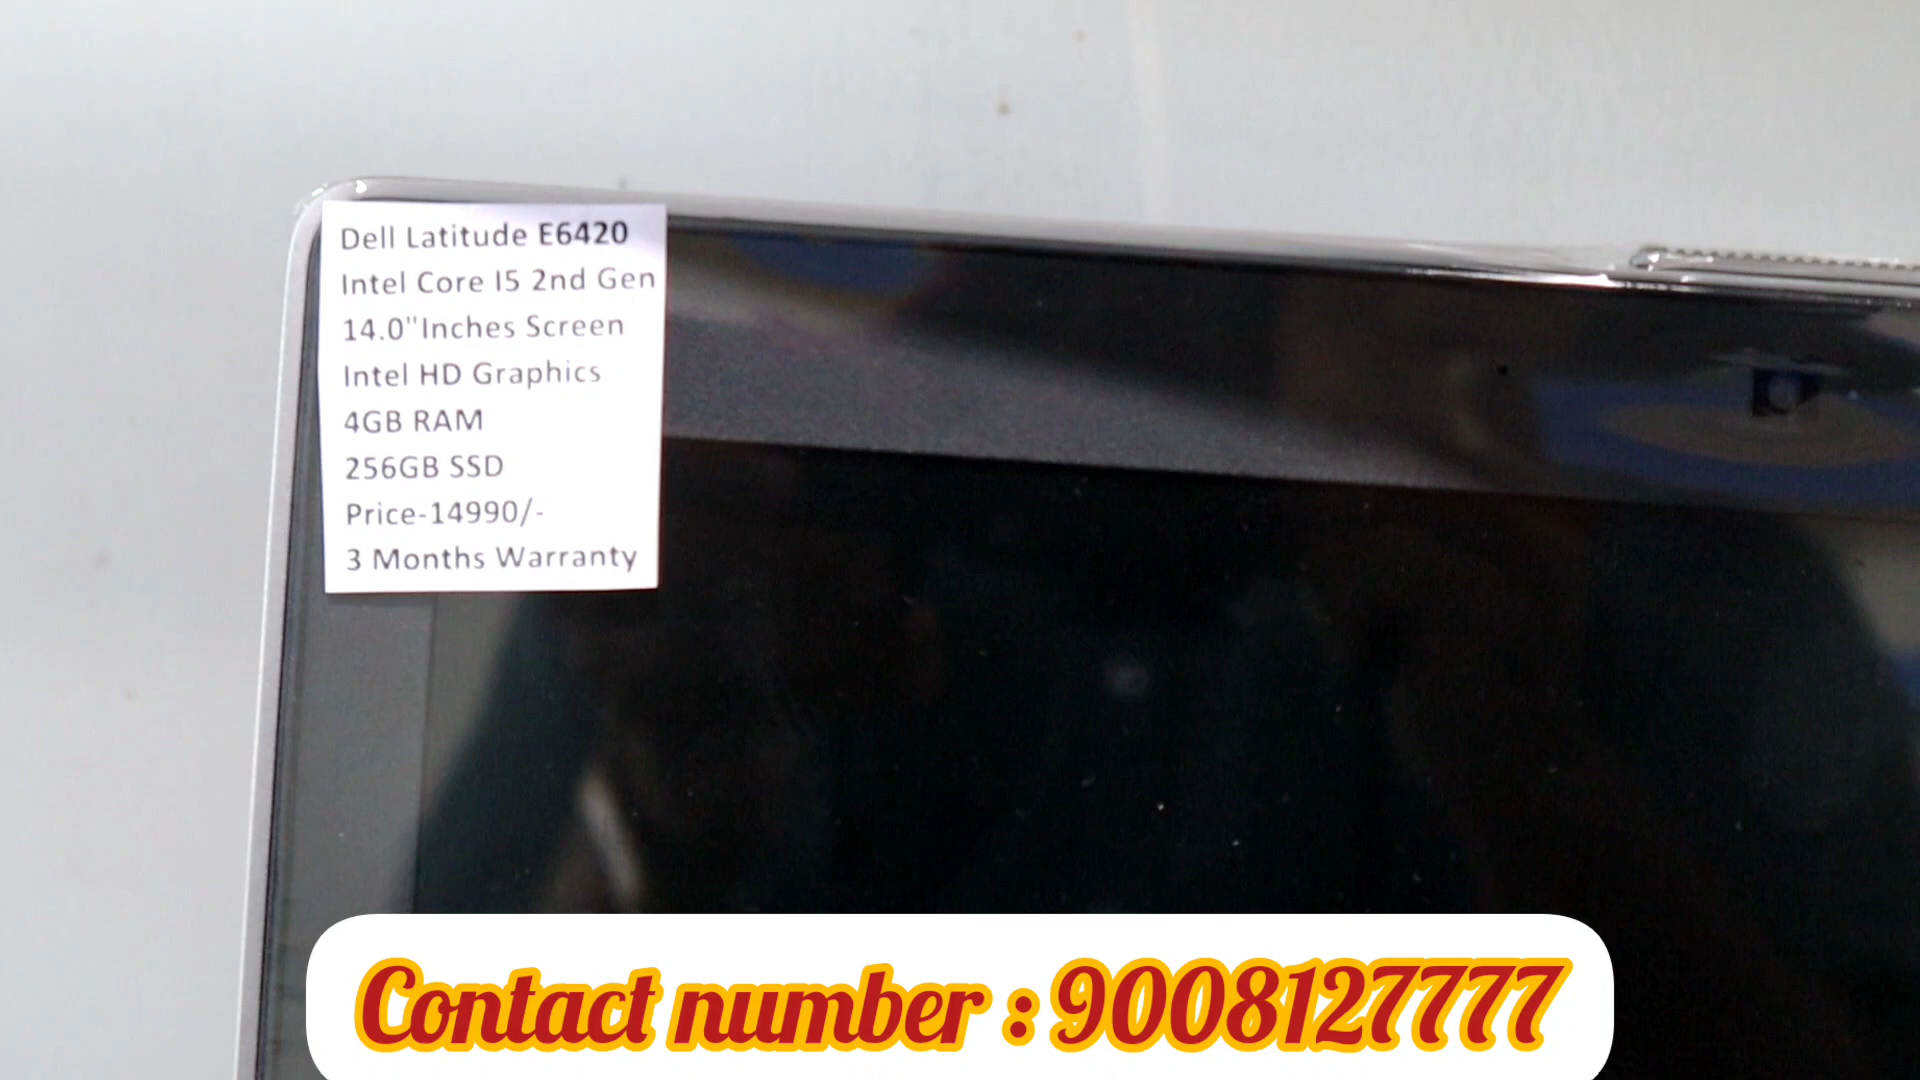 Dell Latitude E6420
Intel Core I5 2nd Gen
14.0"Inches Screen
Intel HD Graphics
4GB RAM
256GB SSD
Price-14990/-
3 Months Warranty
Contact number : 9008127777